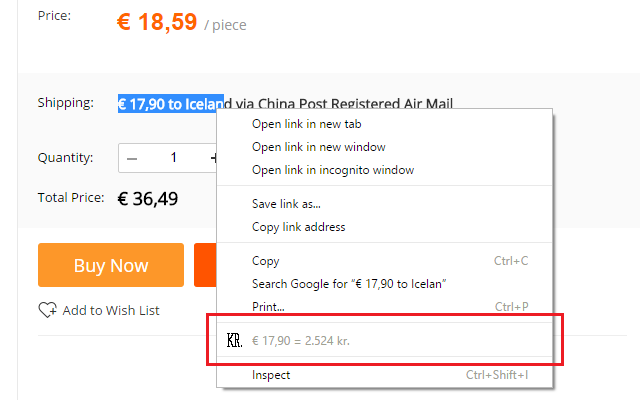 Price: € 18,59 / piece
Shipping: € 17,90 to Iceland via China Post Registered Air Mail
Open link in new tab
Open link in new window
Quantity: − 1 +
Open link in incognito window
Total Price: € 36,49
Save link as...
Copy link address
Buy Now
Copy Ctrl+C
Search Google for “€ 17,90 to Icelan”
Add to Wish List
Print... Ctrl+P
KR. € 17,90 = 2.524 kr.
Inspect Ctrl+Shift+I